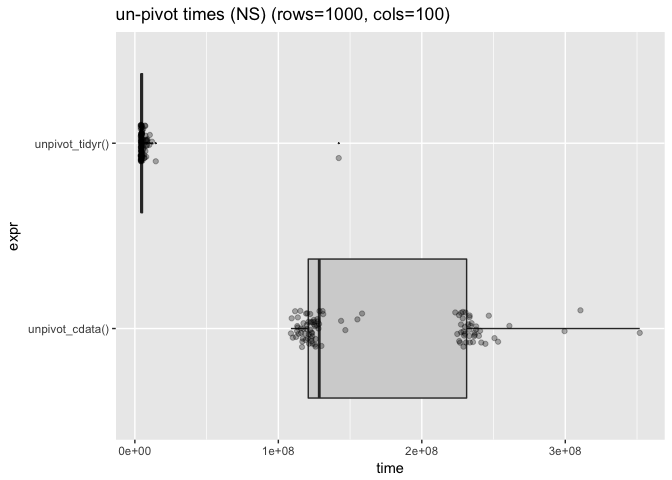 un-pivot times (NS) (rows=1000, cols=100)
expr
unpivot_tidyr()
unpivot_cdata()
0e+00 1e+08 2e+08 3e+08
time